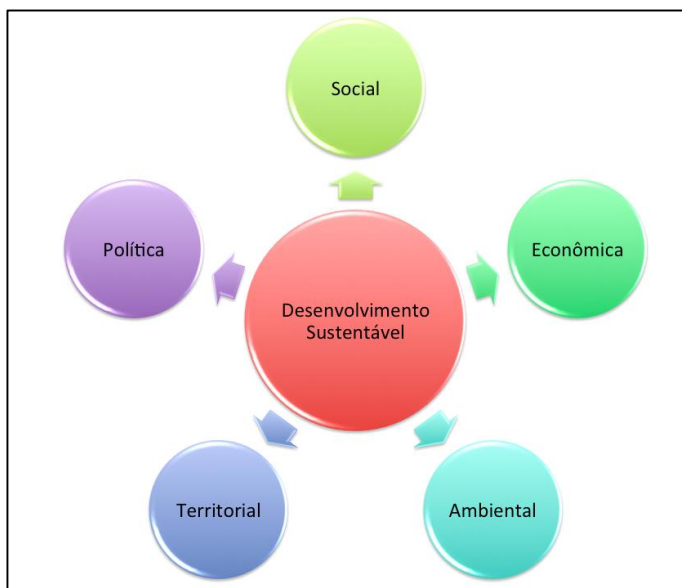 Social
Política
Econômica
Desenvolvimento
Sustentável
Territorial
Ambiental